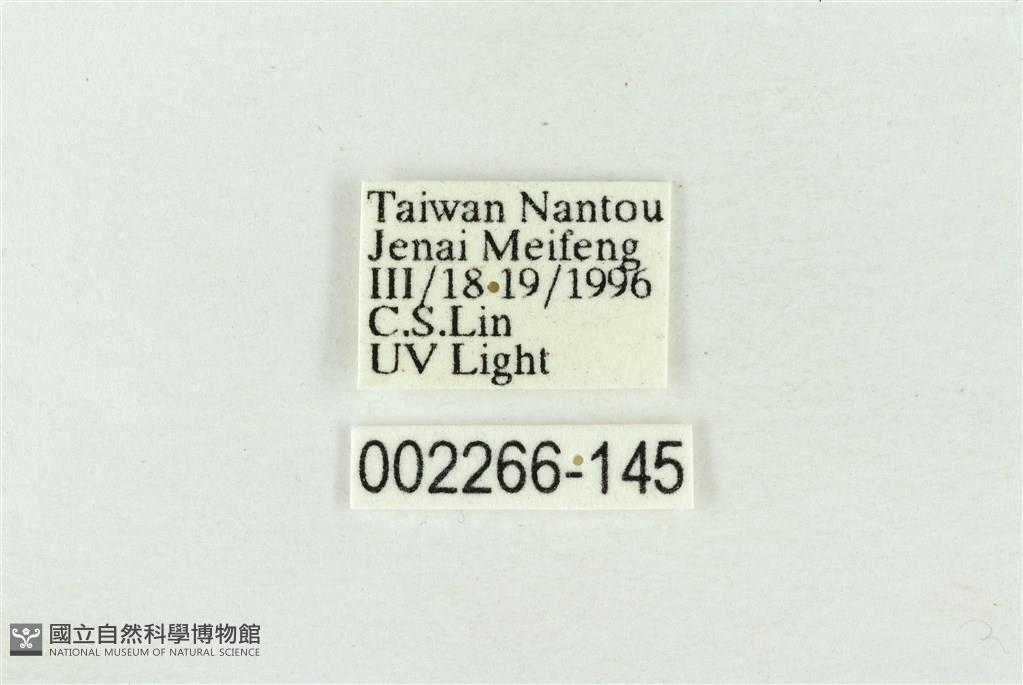 Taiwan Nantou
Jenai Meifeng
III/18-19/1996
C.S.Lin
UV Light
002266-145
國立自然科學博物館
NATIONAL MUSEUM OF NATURAL SCIENCE